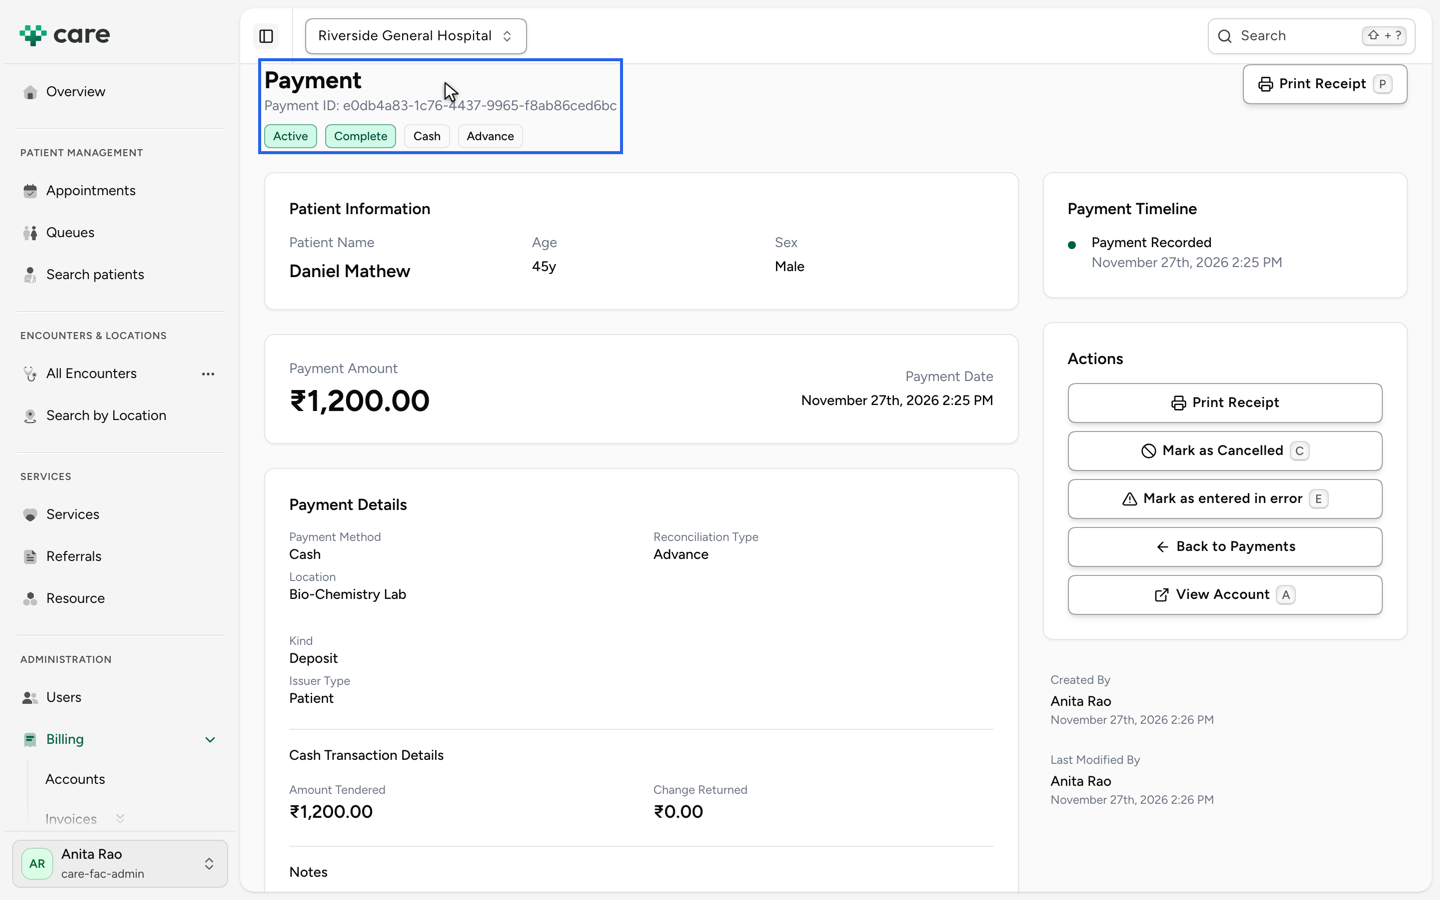 care
Riverside General Hospital
Search
⇧ + ?
Overview
PATIENT MANAGEMENT
Appointments
Queues
Search patients
ENCOUNTERS & LOCATIONS
All Encounters
Search by Location
SERVICES
Services
Referrals
Resource
ADMINISTRATION
Users
Billing
Accounts
Invoices
AR
Anita Rao
care-fac-admin
Payment
Payment ID: e0db4a83-1c76-4437-9965-f8ab86ced6bc
Active Complete Cash Advance
Print Receipt P
Patient Information
Patient Name Age Sex
Daniel Mathew 45y Male
Payment Amount
₹1,200.00
Payment Date
November 27th, 2026 2:25 PM
Payment Details
Payment Method Reconciliation Type
Cash Advance
Location
Bio-Chemistry Lab
Kind
Deposit
Issuer Type
Patient
Cash Transaction Details
Amount Tendered Change Returned
₹1,200.00 ₹0.00
Notes
Payment Timeline
Payment Recorded
November 27th, 2026 2:25 PM
Actions
Print Receipt
Mark as Cancelled C
Mark as entered in error E
Back to Payments
View Account A
Created By
Anita Rao
November 27th, 2026 2:26 PM
Last Modified By
Anita Rao
November 27th, 2026 2:26 PM